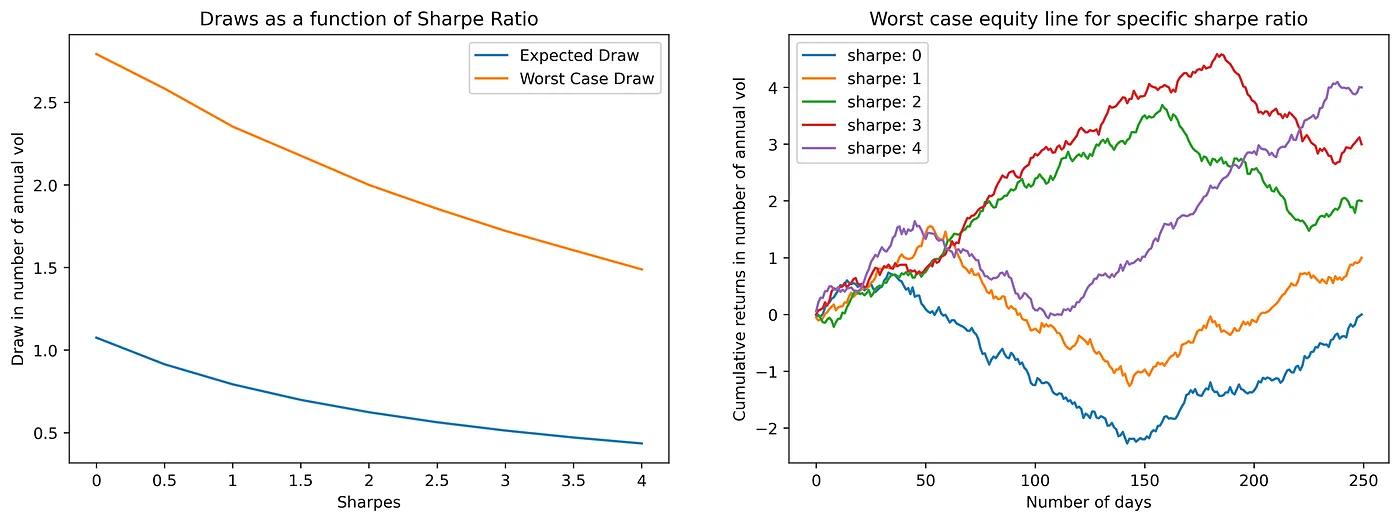 Draws as a function of Sharpe Ratio
Expected Draw
Worst Case Draw
Draw in number of annual vol
2.5
2.0
1.5
1.0
0.5
0 0.5 1 1.5 2 2.5 3 3.5 4
Sharpes
Worst case equity line for specific sharpe ratio
sharpe: 0
sharpe: 1
sharpe: 2
sharpe: 3
sharpe: 4
Cumulative returns in number of annual vol
4
3
2
1
0
−1
−2
0 50 100 150 200 250
Number of days